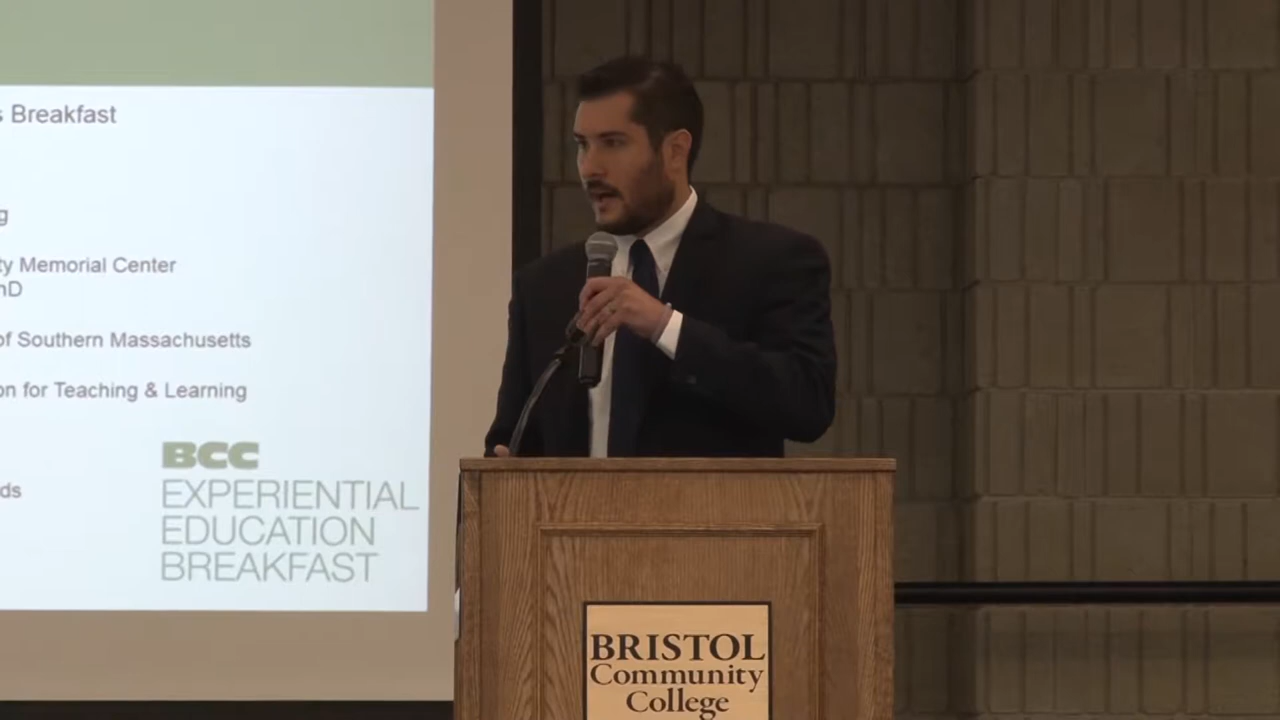 s Breakfast
g
ty Memorial Center
hD
of Southern Massachusetts
on for Teaching & Learning
ds
BCC
EXPERIENTIAL
EDUCATION
BREAKFAST
BRISTOL
Community
College